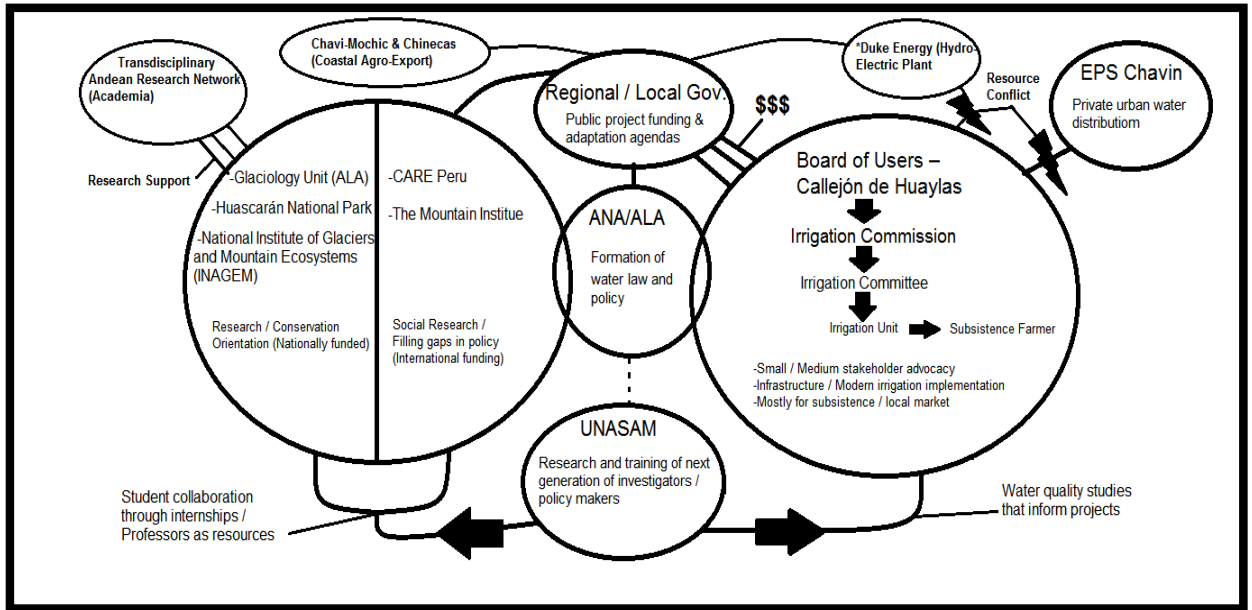 Transdisciplinary
Andean Research Network
(Academia)
Chavi-Mochic & Chinecas
(Coastal Agro-Export)
Regional / Local Gov.
Public project funding &
adaptation agendas
*Duke Energy (Hydro-
Electric Plant
Resource
Conflict
EPS Chavin
Private urban water
distributiom
$$$
Research Support
-Glaciology Unit (ALA)
-Huascarán National Park
-National Institute of Glaciers
and Mountain Ecosystems
(INAGEM)
Research / Conservation
Orientation (Nationally funded)
-CARE Peru
-The Mountain Institue
Social Research /
Filling gaps in policy
(International funding)
ANA/ALA
Formation of
water law and
policy
Board of Users –
Callejón de Huaylas
Irrigation Commission
Irrigation Committee
Irrigation Unit
Subsistence Farmer
-Small / Medium stakeholder advocacy
-Infrastructure / Modern irrigation implementation
-Mostly for subsistence / local market
UNASAM
Research and training of next
generation of investigators /
policy makers
Student collaboration
through internships /
Professors as resources
Water quality studies
that inform projects